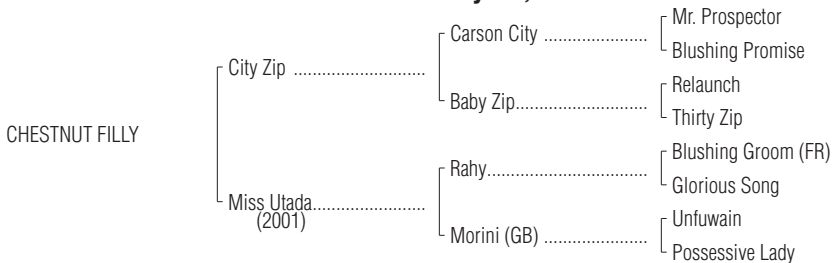 Mr. Prospector
Carson City ............................
Blushing Promise
City Zip ...................................
Relaunch
Baby Zip...................................
Thirty Zip
CHESTNUT FILLY
Blushing Groom (FR)
Rahy..........................................
Glorious Song
Miss Utada..............................
(2001)
Unfuwain
Morini (GB) ............................
Possessive Lady